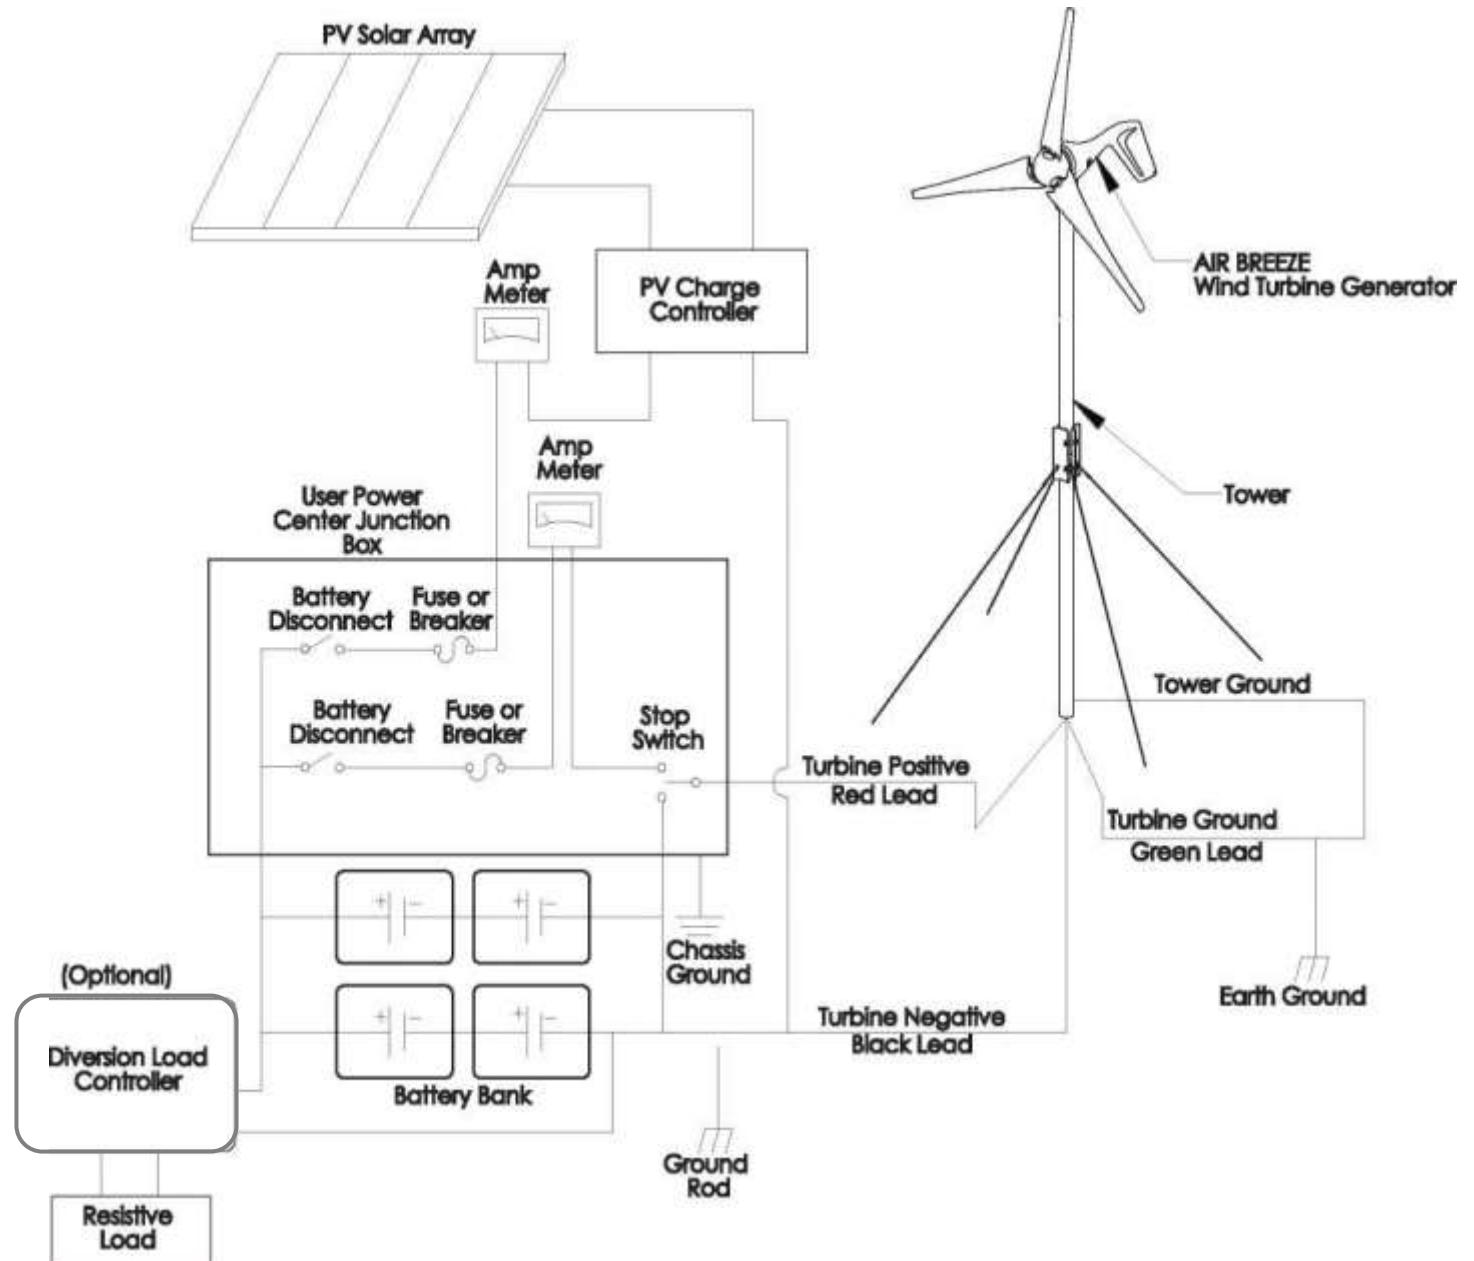 PV Solar Array
Amp
Meter
PV Charge
Controller
AIR BREEZE
Wind Turbine Generator
Amp
Meter
Tower
User Power
Center Junction
Box
Battery
Disconnect
Fuse or
Breaker
Battery
Disconnect
Fuse or
Breaker
Stop
Switch
Tower Ground
Turbine Positive
Red Lead
Turbine Ground
Green Lead
+ -
+ -
Chassis
Ground
(Optional)
Earth Ground
Diversion Load
Controller
+ -
+ -
Battery Bank
Turbine Negative
Black Lead
Ground
Rod
Resistive
Load